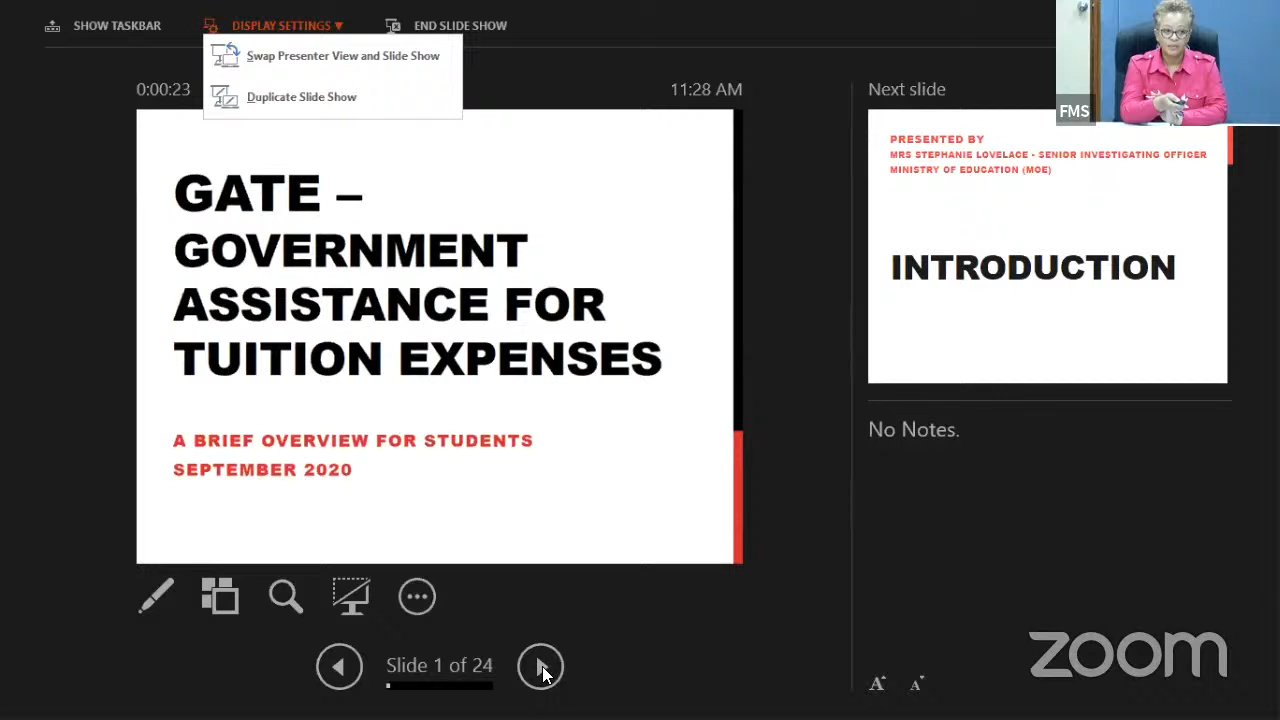 SHOW TASKBAR
DISPLAY SETTINGS ▼
END SLIDE SHOW
Swap Presenter View and Slide Show
Duplicate Slide Show
0:00:23
11:28 AM
GATE –
GOVERNMENT
ASSISTANCE FOR
TUITION EXPENSES
A BRIEF OVERVIEW FOR STUDENTS
SEPTEMBER 2020
Slide 1 of 24
Next slide
FMS
PRESENTED BY
MRS STEPHANIE LOVELACE - SENIOR INVESTIGATING OFFICER
MINISTRY OF EDUCATION (MOE)
INTRODUCTION
No Notes.
A A
zoom